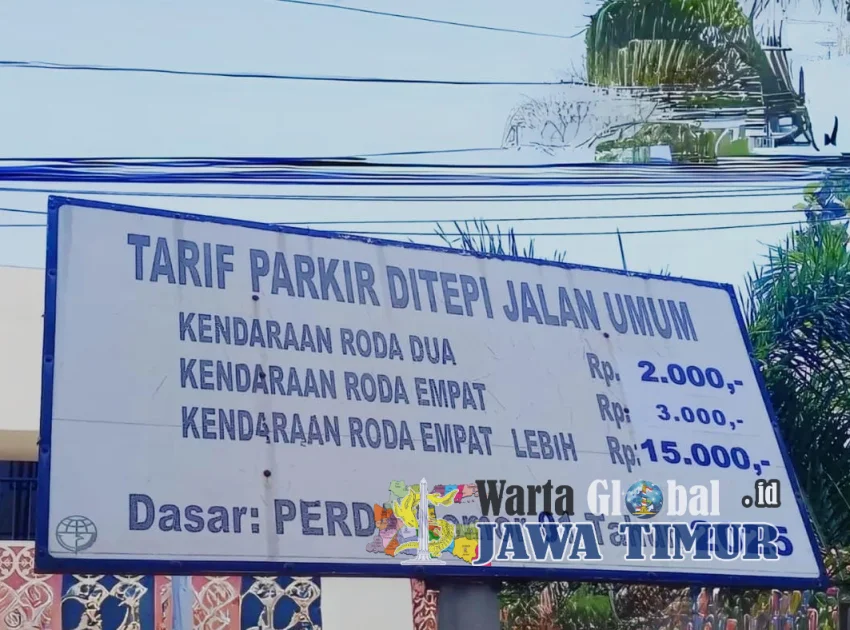 TARIF PARKIR DITEPI JALAN UMUM
KENDARAAN RODA DUA Rp. 2.000,-
KENDARAAN RODA EMPAT Rp: 3.000,-
KENDARAAN RODA EMPAT LEBIH Rp: 15.000,-
Dasar:
Warta Global .id
JAWA TIMUR